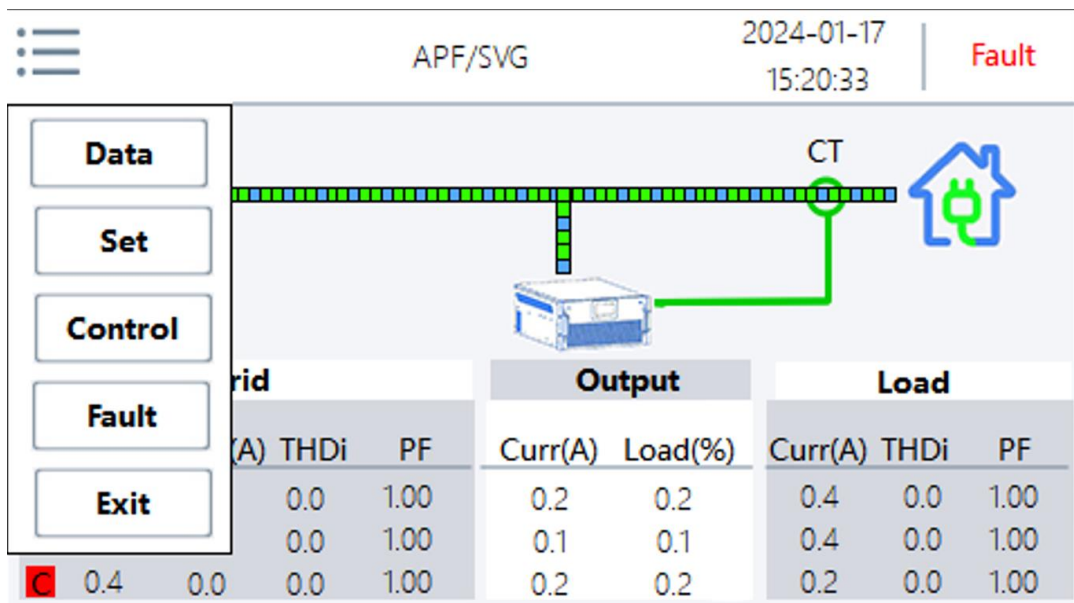 APF/SVG
2024-01-17
15:20:33
Fault
Data
Set
Control
Fault
Exit
CT
rid
Output
Load
(A) THDi PF
Curr(A) Load(%)
Curr(A) THDi PF
0.0 1.00 0.2 0.2 0.4 0.0 1.00
0.0 1.00 0.1 0.1 0.4 0.0 1.00
C 0.4 0.0 0.0 1.00 0.2 0.2 0.2 0.0 1.00